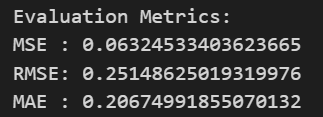 Evaluation Metrics:
MSE : 0.06324533403623665
RMSE: 0.25148625019319976
MAE : 0.20674991855070132